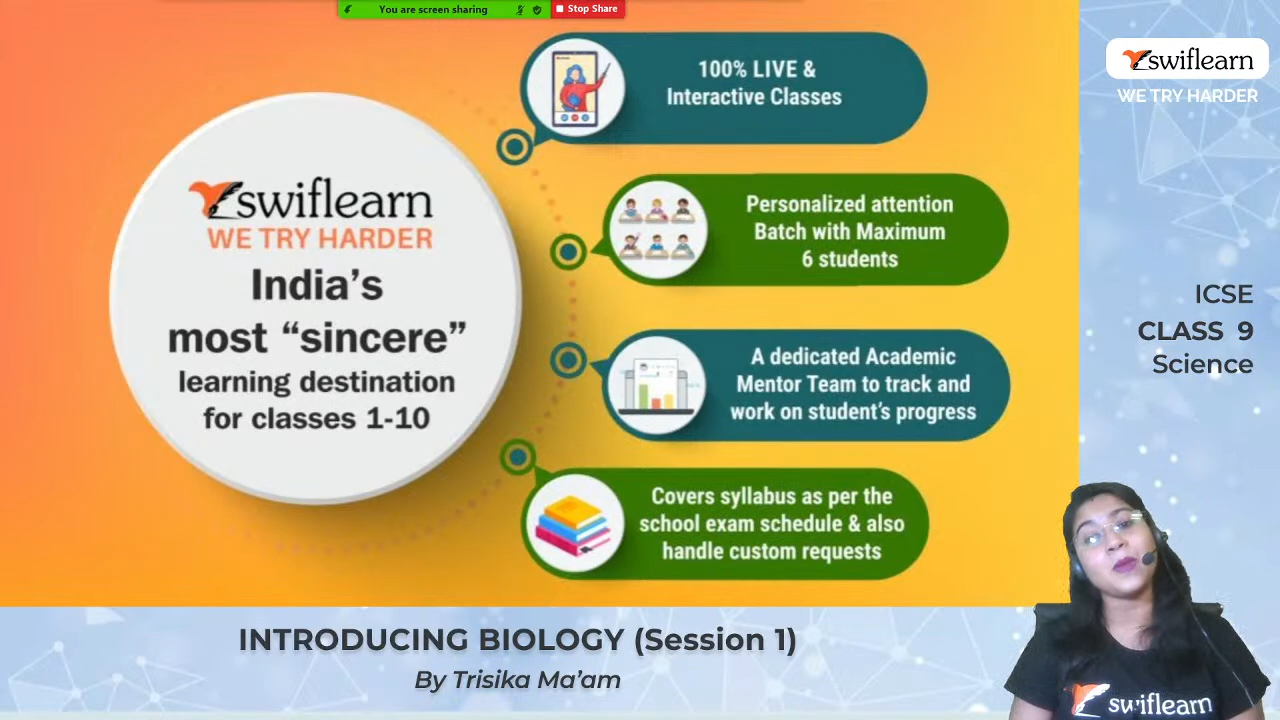 You are screen sharing
Stop Share
swiflearn
WE TRY HARDER
India's
most “sincere”
learning destination
for classes 1-10
100% LIVE &
Interactive Classes
Personalized attention
Batch with Maximum
6 students
A dedicated Academic
Mentor Team to track and
work on student's progress
Covers syllabus as per the
school exam schedule & also
handle custom requests
swiflearn
WE TRY HARDER
ICSE
CLASS 9
Science
INTRODUCING BIOLOGY (Session 1)
By Trisika Ma'am
swiflearn